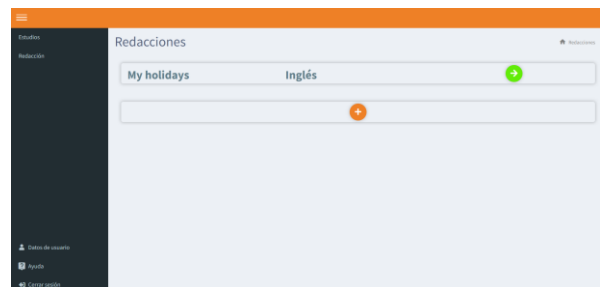 Estudios
Redacción
Redacciones
Redacciones
My holidays Inglés
Datos de usuario
Ayuda
Cerrar sesión